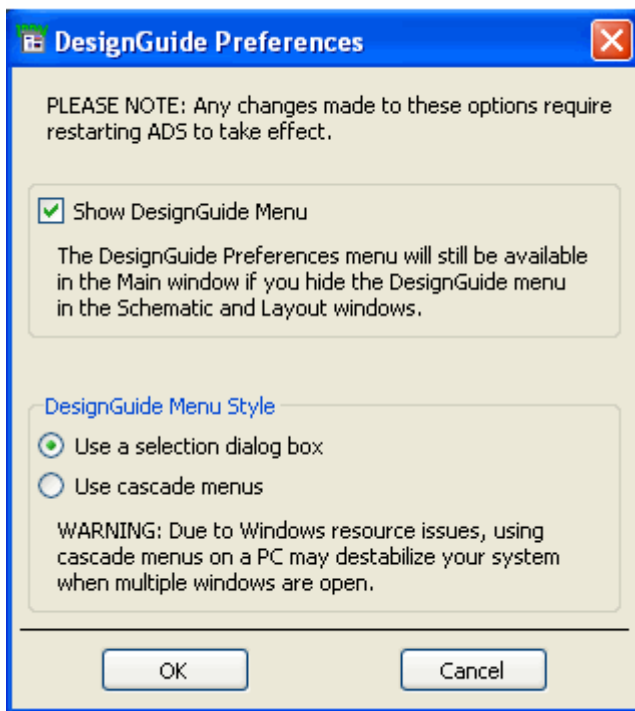 DesignGuide Preferences
PLEASE NOTE: Any changes made to these options require
restarting ADS to take effect.
Show DesignGuide Menu
The DesignGuide Preferences menu will still be available
in the Main window if you hide the DesignGuide menu
in the Schematic and Layout windows.
DesignGuide Menu Style
Use a selection dialog box
Use cascade menus
WARNING: Due to Windows resource issues, using
cascade menus on a PC may destabilize your system
when multiple windows are open.
OK
Cancel